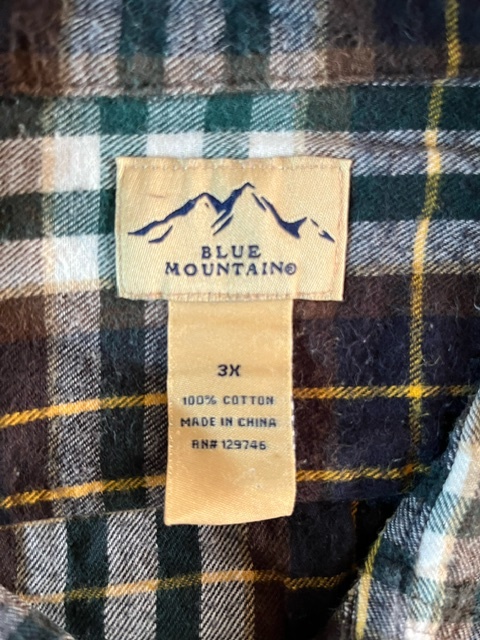 BLUE
MOUNTAIN®
3X
100% COTTON
MADE IN CHINA
RN# 129746